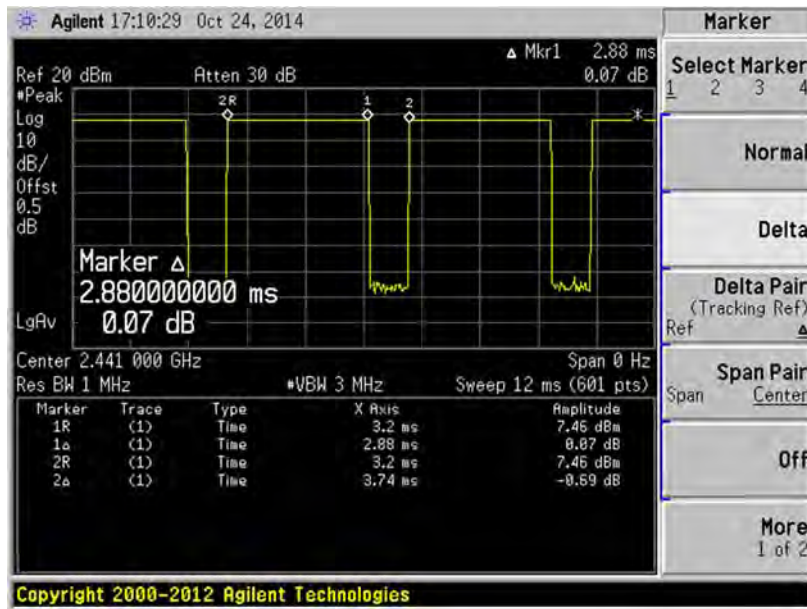 Agilent 17:10:29 Oct 24, 2014
Marker
Δ Mkr1 2.88 ms
Ref 20 dBm Atten 30 dB 0.07 dB
#Peak
Log
10
dB/
Offst
0.5
dB
LgAv
2R 1 2
Marker Δ
2.880000000 ms
0.07 dB
Center 2.441 000 GHz Span 0 Hz
Res BW 1 MHz #VBW 3 MHz Sweep 12 ms (601 pts)
Marker Trace Type X Axis Amplitude
1R (1) Time 3.2 ms 7.46 dBm
1Δ (1) Time 2.88 ms 0.07 dB
2R (1) Time 3.2 ms 7.46 dBm
2Δ (1) Time 3.74 ms -0.69 dB
Select Marker
1 2 3 4
Normal
Delta
Delta Pair
(Tracking Ref)
Ref Δ
Span Pair
Span Center
Off
More
1 of 2
Copyright 2000-2012 Agilent Technologies